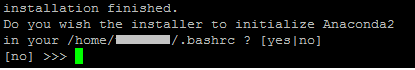 installation finished.
Do you wish the installer to initialize Anaconda2
in your /home/ /.bashrc ? [yes|no]
[no] >>>